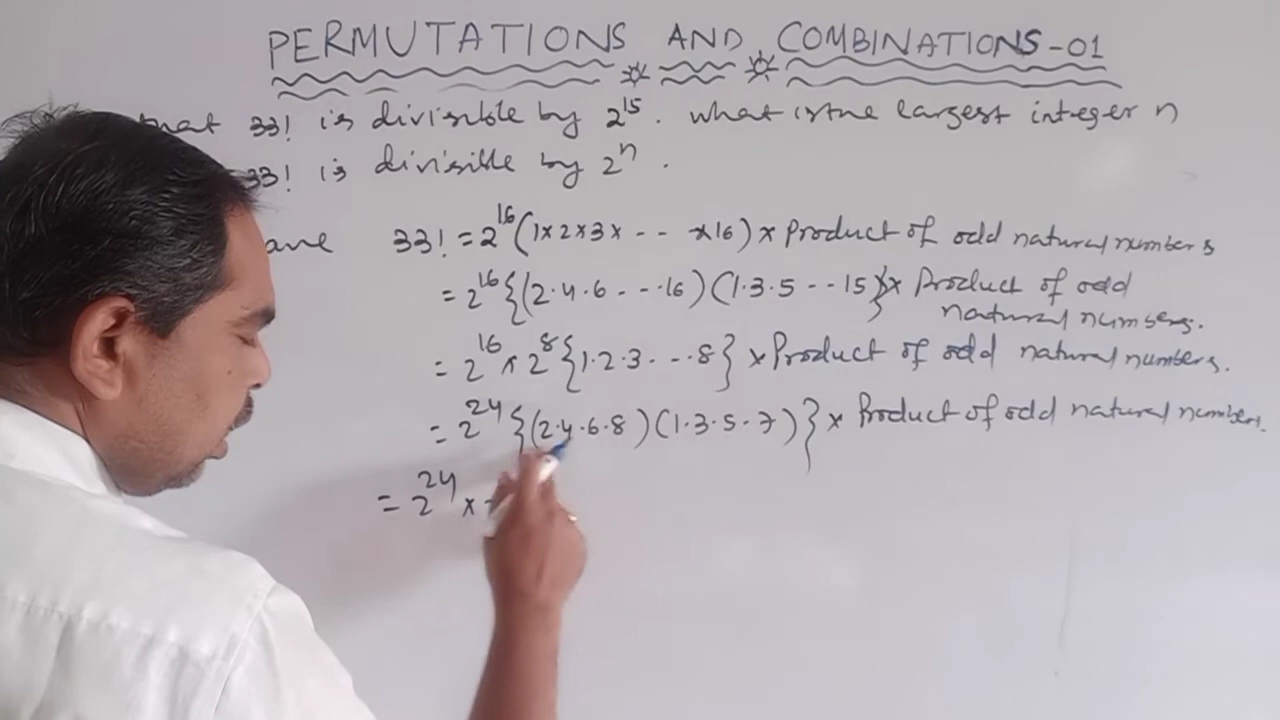 PERMUTATIONS AND COMBINATIONS-01
that 33! is divisible by 2^15. What is the largest integer n
33! is divisible by 2^n.
33! = 2^16 (1×2×3× -- ×16) × Product of odd natural numbers
= 2^16 {(2·4·6 -- ·16) (1·3·5 -- 15} × Product of odd
natural numbers.
= 2^16 × 2^8 {1·2·3 -- ·8} × Product of odd natural numbers.
= 2^24 {(2·4·6·8) (1·3·5·7)} × Product of odd natural numbers.
= 2^24 ×